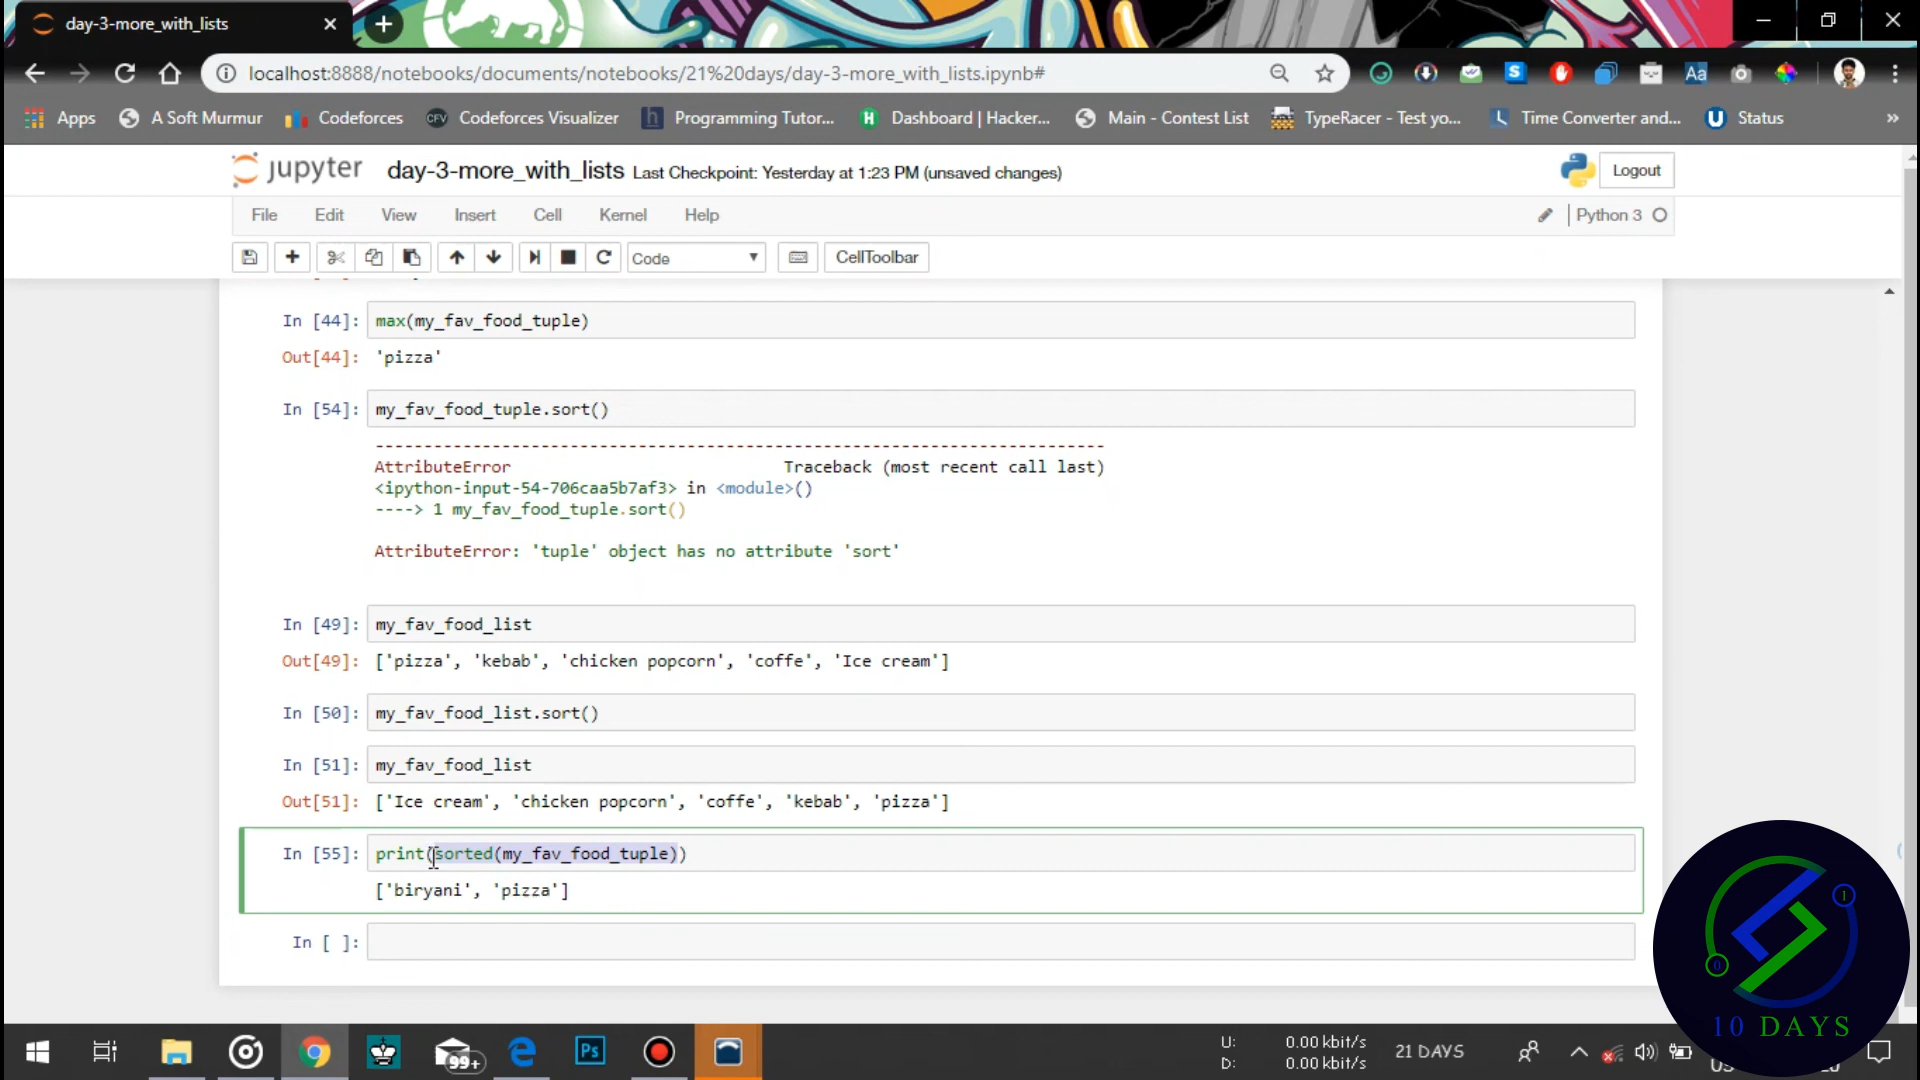 day-3-more_with_lists
localhost:8888/notebooks/documents/notebooks/21%20days/day-3-more_with_lists.ipynb#
Apps A Soft Murmur Codeforces CFV Codeforces Visualizer Programming Tutor... Dashboard | Hacker... Main - Contest List TypeRacer - Test yo... Time Converter and... Status »
jupyter day-3-more_with_lists Last Checkpoint: Yesterday at 1:23 PM (unsaved changes) Logout
File Edit View Insert Cell Kernel Help Python 3
Code CellToolbar
In [44]: max(my_fav_food_tuple)
Out[44]: 'pizza'
In [54]: my_fav_food_tuple.sort()
AttributeError Traceback (most recent call last)
<ipython-input-54-706caa5b7af3> in <module>()
----> 1 my_fav_food_tuple.sort()
AttributeError: 'tuple' object has no attribute 'sort'
In [49]: my_fav_food_list
Out[49]: ['pizza', 'kebab', 'chicken popcorn', 'coffe', 'Ice cream']
In [50]: my_fav_food_list.sort()
In [51]: my_fav_food_list
Out[51]: ['Ice cream', 'chicken popcorn', 'coffe', 'kebab', 'pizza']
In [55]: print(sorted(my_fav_food_tuple))
['biryani', 'pizza']
In [ ]:
1
0
10 DAYS
99+ Ps U: 0.00 kbit/s 21 DAYS
D: 0.00 kbit/s